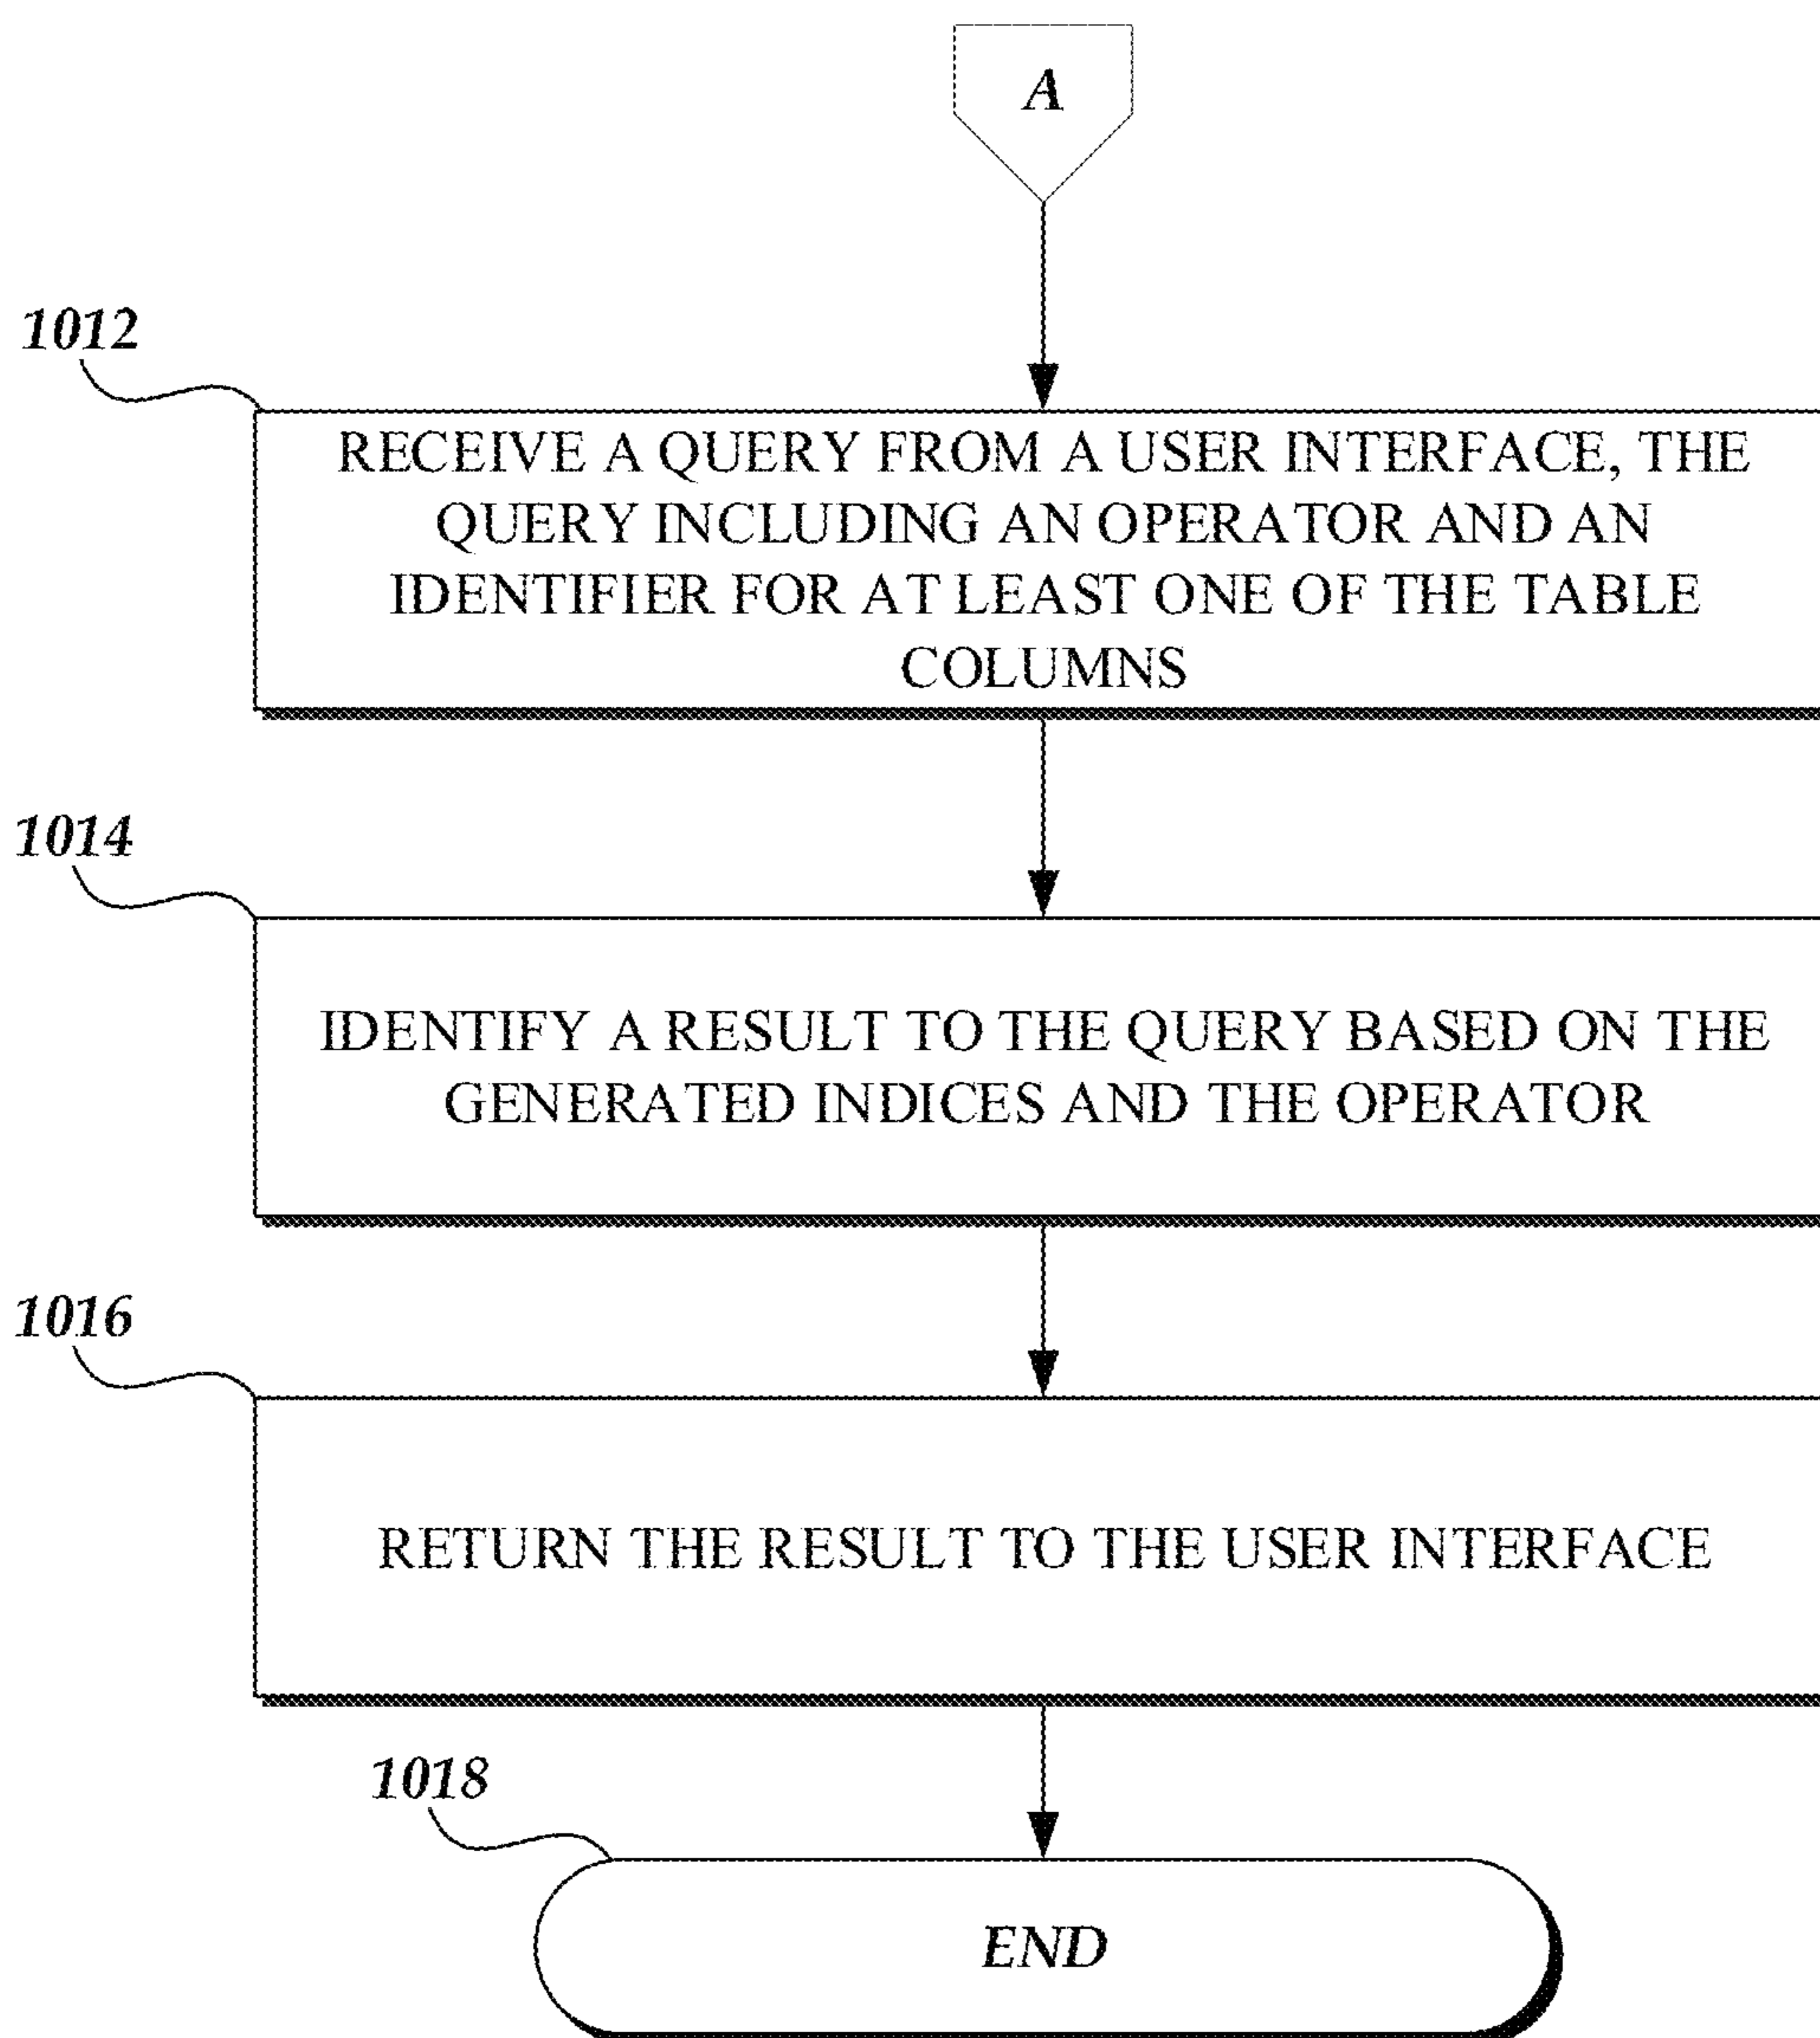 A
1012
RECEIVE A QUERY FROM A USER INTERFACE, THE
QUERY INCLUDING AN OPERATOR AND AN
IDENTIFIER FOR AT LEAST ONE OF THE TABLE
COLUMNS
1014
IDENTIFY A RESULT TO THE QUERY BASED ON THE
GENERATED INDICES AND THE OPERATOR
1016
RETURN THE RESULT TO THE USER INTERFACE
1018
END